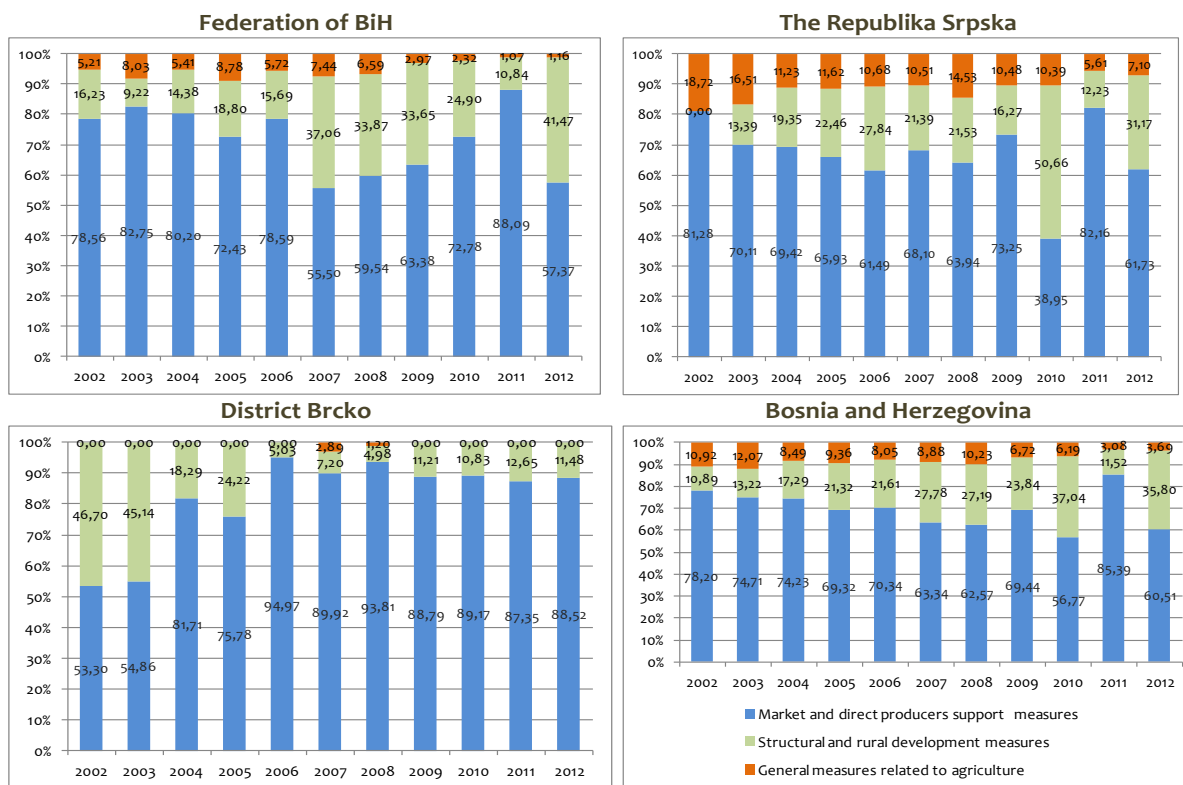 Federation of BiH
100%
90%
80%
70%
60%
50%
40%
30%
20%
10%
0%
5,21 8,03 5,41 8,78 5,72 7,44 6,59 2,97 2,32 1,07 1,16
16,23 9,22 14,38 18,80 15,69 37,06 33,87 33,65 24,90 10,84 41,47
78,56 82,75 80,20 72,43 78,59 55,50 59,54 63,38 72,78 88,09 57,37
2002 2003 2004 2005 2006 2007 2008 2009 2010 2011 2012
The Republika Srpska
100%
90%
80%
70%
60%
50%
40%
30%
20%
10%
0%
18,72 16,51 11,23 11,62 10,68 10,51 14,53 10,48 10,39 5,61 7,10
0,00 13,39 19,35 22,46 27,84 21,39 21,53 16,27 50,66 12,23 31,17
81,28 70,11 69,42 65,93 61,49 68,10 63,94 73,25 38,95 82,16 61,73
2002 2003 2004 2005 2006 2007 2008 2009 2010 2011 2012
District Brcko
100%
90%
80%
70%
60%
50%
40%
30%
20%
10%
0%
0,00 0,00 0,00 0,00 0,00 2,89 1,20 0,00 0,00 0,00 0,00
46,70 45,14 18,29 24,22 5,03 7,20 4,98 11,21 10,83 12,65 11,48
53,30 54,86 81,71 75,78 94,97 89,92 93,81 88,79 89,17 87,35 88,52
2002 2003 2004 2005 2006 2007 2008 2009 2010 2011 2012
Bosnia and Herzegovina
100%
90%
80%
70%
60%
50%
40%
30%
20%
10%
0%
10,92 12,07 8,49 9,36 8,05 8,88 10,23 6,72 6,19 3,08 3,69
10,89 13,22 17,29 21,32 21,61 27,78 27,19 23,84 37,04 11,52 35,80
78,20 74,71 74,23 69,32 70,34 63,34 62,57 69,44 56,77 85,39 60,51
2002 2003 2004 2005 2006 2007 2008 2009 2010 2011 2012
Market and direct producers support measures
Structural and rural development measures
General measures related to agriculture